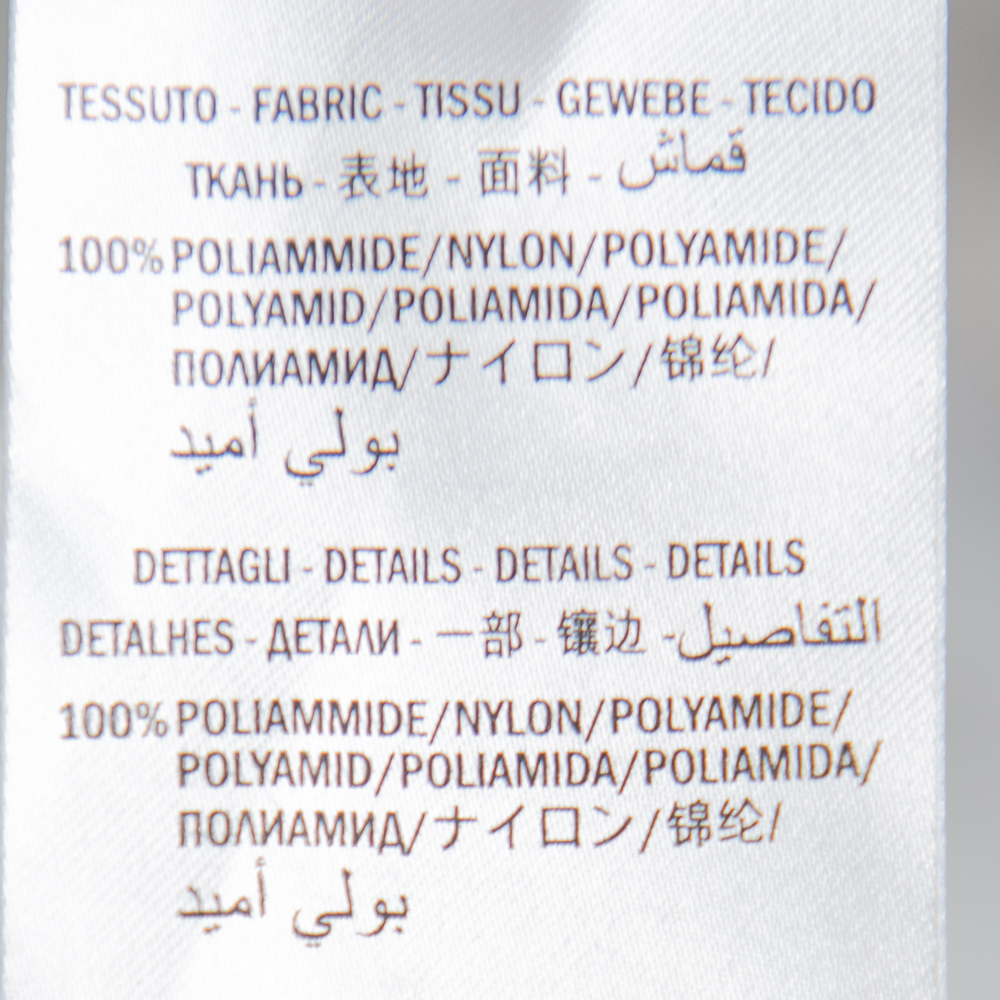 TESSUTO - FABRIC - TISSU - GEWEBE - TECIDO
ТКАНЬ - 表地 - 面料 - قماش
100% POLIAMMIDE/NYLON/POLYAMIDE/
POLYAMID/POLIAMIDA/POLIAMIDA/
ПОЛИАМИД/ナイロン/锦纶/
بولي أميد
DETTAGLI - DETAILS - DETAILS - DETAILS
DETALHES - ДЕТАЛИ - 一部 - 镶边 -التفاصيل
100% POLIAMMIDE/NYLON/POLYAMIDE/
POLYAMID/POLIAMIDA/POLIAMIDA/
ПОЛИАМИД/ナイロン/锦纶/
بولي أميد